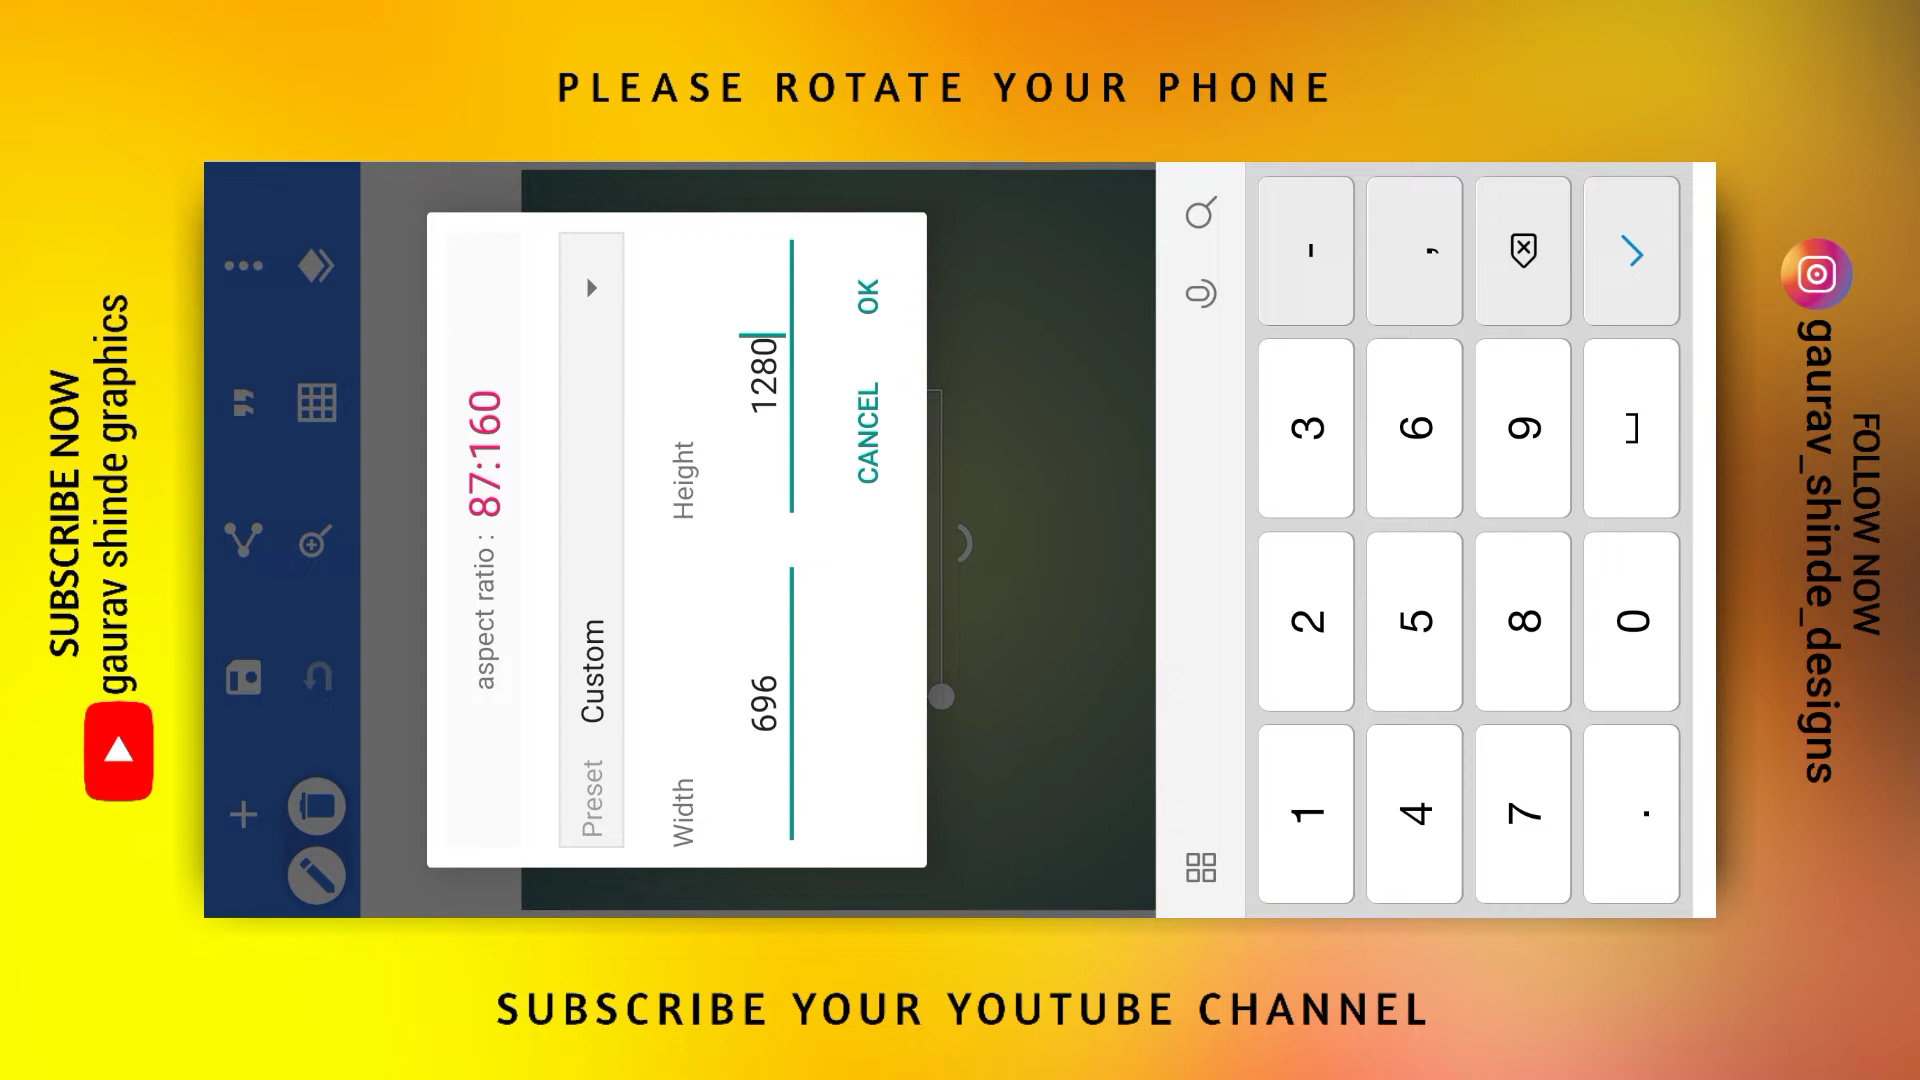 PLEASE ROTATE YOUR PHONE
SUBSCRIBE NOW
gaurav shinde graphics
aspect ratio : 87:160
Preset Custom
Width Height
696 1280
CANCEL OK
1 2 3 -
4 5 6 ,
7 8 9
. 0
gaurav_shinde_designs
FOLLOW NOW
SUBSCRIBE YOUR YOUTUBE CHANNEL